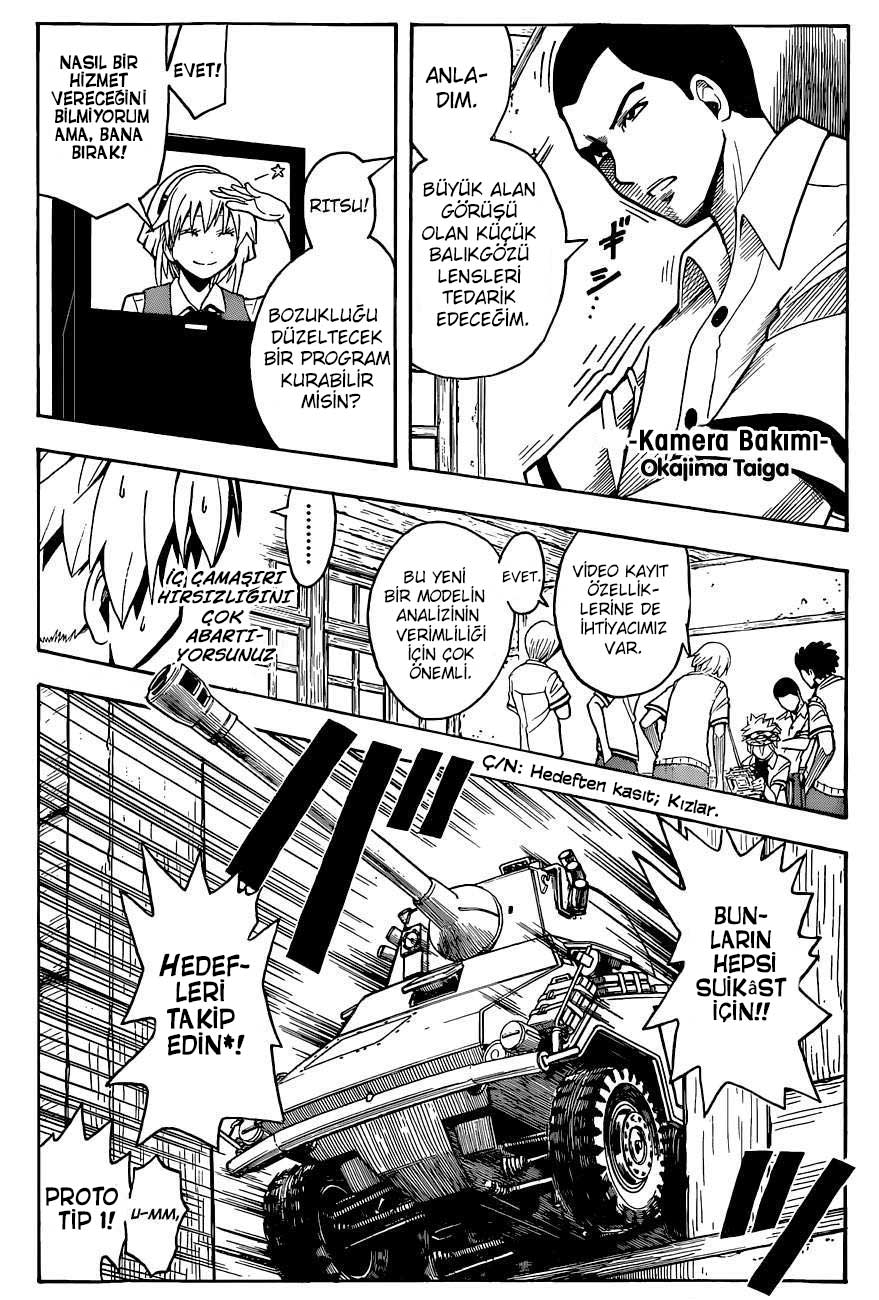 ANLA-
DIM.
BÜYÜK ALAN
GÖRÜŞÜ
OLAN KÜÇÜK
BALIKGÖZÜ
LENSLERİ
TEDARİK
EDECEĞİM.
ギシ
-Kamera Bakımı-
Okajima Taiga
RITSU!
BOZUKLUĞU
DÜZELTECEK
BİR PROGRAM
KURABİLİR
MİSİN?
EVET!
NASIL BİR
HİZMET
VERECEĞİNİ
BİLMİYORUM
AMA, BANA
BIRAK!
VİDEO KAYIT
ÖZELLİK-
LERİNE DE
İHTİYACIMIZ
VAR.
EVET.
BU YENİ
BİR MODELİN
ANALİZİNİN
VERİMLİLİĞİ
İÇİN ÇOK
ÖNEMLİ.
.......
İÇ ÇAMAŞIRI
HIRSIZLIĞINI
ÇOK
ABARTI-
YORSUNUZ
Ç/N: Hedeften kasıt; Kızlar.
BUN-
LARIN
HEPSİ
SUİKÂST
İÇİN!!
HEDEF-
LERİ
TAKİP
EDİN*!
U-MM,
PROTO
TİP 1!